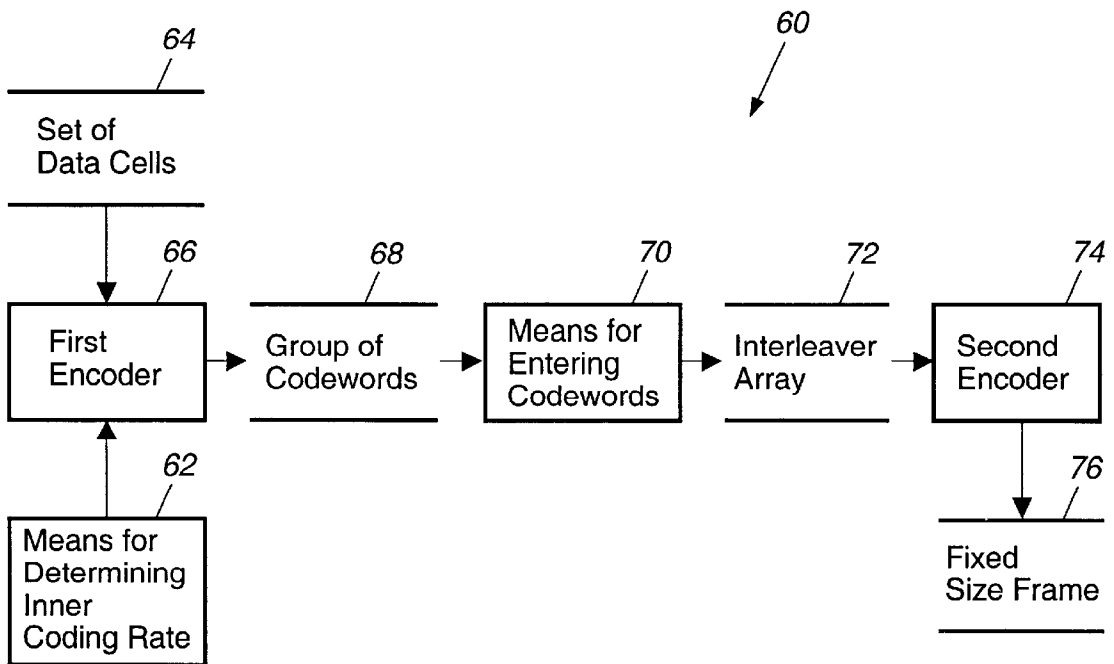 60
64
Set of
Data Cells
66
First
Encoder
68
Group of
Codewords
70
Means for
Entering
Codewords
72
Interleaver
Array
74
Second
Encoder
62
Means for
Determining
Inner
Coding Rate
76
Fixed
Size Frame